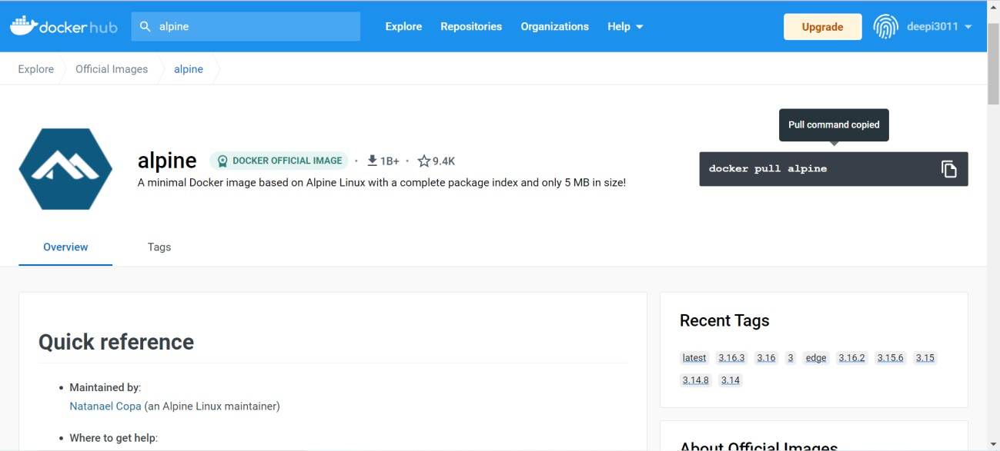 docker hub
alpine
Explore Repositories Organizations Help
Upgrade
deepi3011
Explore Official Images alpine
Pull command copied
alpine DOCKER OFFICIAL IMAGE · 1B+ · 9.4K
docker pull alpine
A minimal Docker image based on Alpine Linux with a complete package index and only 5 MB in size!
Overview Tags
Quick reference
• Maintained by:
Natanael Copa (an Alpine Linux maintainer)
• Where to get help:
Recent Tags
latest 3.16.3 3.16 3 edge 3.16.2 3.15.6 3.15
3.14.8 3.14
About Official Images